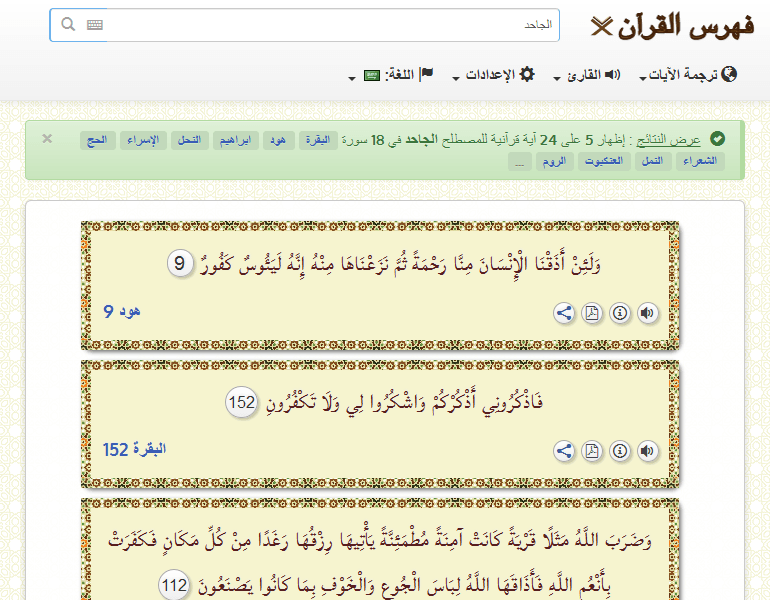 فهرس القرآن
الجاحد
ترجمة الآيات القارئ الإعدادات اللغة:
عرض النتائج : إظهار 5 على 24 آية قرآنية للمصطلح الجاحد في 18 سورة البقرة هود ابراهيم النحل الإسراء الحج ×
الشعراء النمل العنكبوت الروم ...
وَلَئِنْ أَذَقْنَا الْإِنْسَانَ مِنَّا رَحْمَةً ثُمَّ نَزَعْنَاهَا مِنْهُ إِنَّهُ لَيَئُوسٌ كَفُورٌ 9
هود 9
فَاذْكُرُونِي أَذْكُرْكُمْ وَاشْكُرُوا لِي وَلَا تَكْفُرُونِ 152
البقرة 152
وَضَرَبَ اللَّهُ مَثَلًا قَرْيَةً كَانَتْ آمِنَةً مُطْمَئِنَّةً يَأْتِيهَا رِزْقُهَا رَغَدًا مِنْ كُلِّ مَكَانٍ فَكَفَرَتْ
بِأَنْعُمِ اللَّهِ فَأَذَاقَهَا اللَّهُ لِبَاسَ الْجُوعِ وَالْخَوْفِ بِمَا كَانُوا يَصْنَعُونَ 112